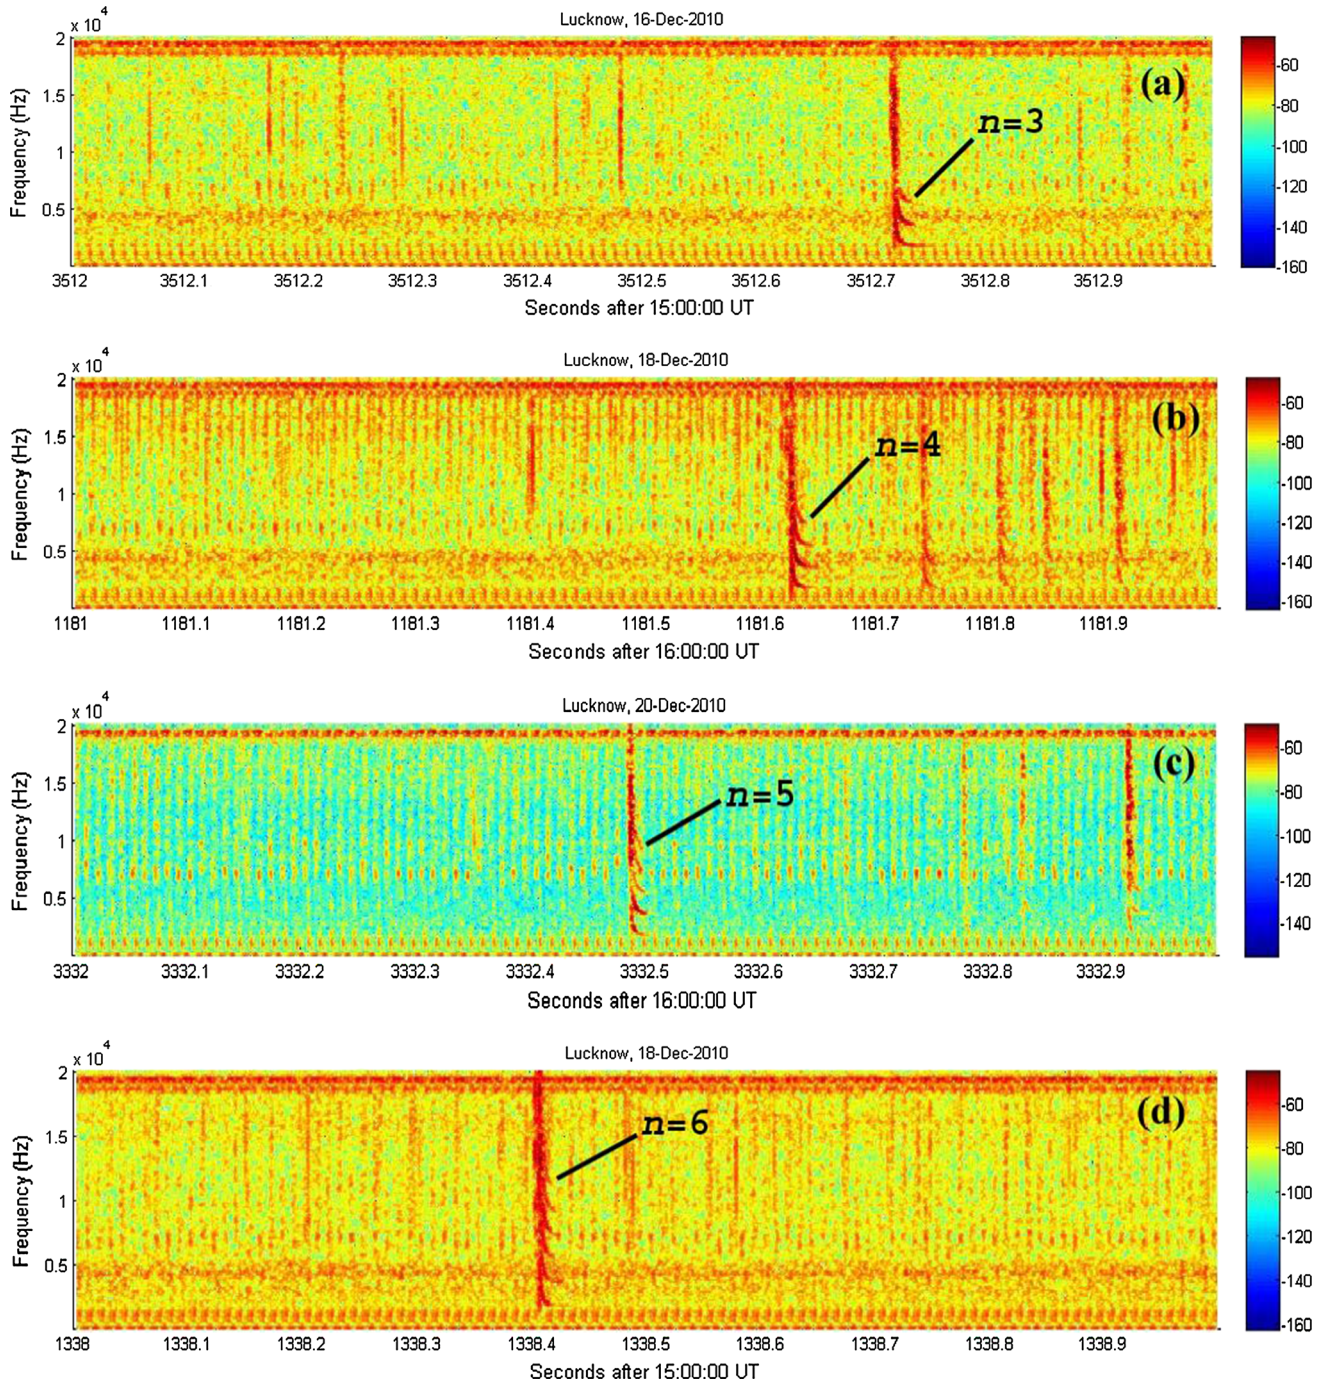 Lucknow, 16-Dec-2010
x 10^4
Frequency (Hz)
2
1.5
1
0.5
(a)
n=3
-60
-80
-100
-120
-140
-160
3512 3512.1 3512.2 3512.3 3512.4 3512.5 3512.6 3512.7 3512.8 3512.9
Seconds after 15:00:00 UT
Lucknow, 18-Dec-2010
x 10^4
Frequency (Hz)
2
1.5
1
0.5
(b)
n=4
-60
-80
-100
-120
-140
-160
1181 1181.1 1181.2 1181.3 1181.4 1181.5 1181.6 1181.7 1181.8 1181.9
Seconds after 16:00:00 UT
Lucknow, 20-Dec-2010
x 10^4
Frequency (Hz)
2
1.5
1
0.5
(c)
n=5
-60
-80
-100
-120
-140
3332 3332.1 3332.2 3332.3 3332.4 3332.5 3332.6 3332.7 3332.8 3332.9
Seconds after 16:00:00 UT
Lucknow, 18-Dec-2010
x 10^4
Frequency (Hz)
2
1.5
1
0.5
(d)
n=6
-60
-80
-100
-120
-140
-160
1338 1338.1 1338.2 1338.3 1338.4 1338.5 1338.6 1338.7 1338.8 1338.9
Seconds after 15:00:00 UT